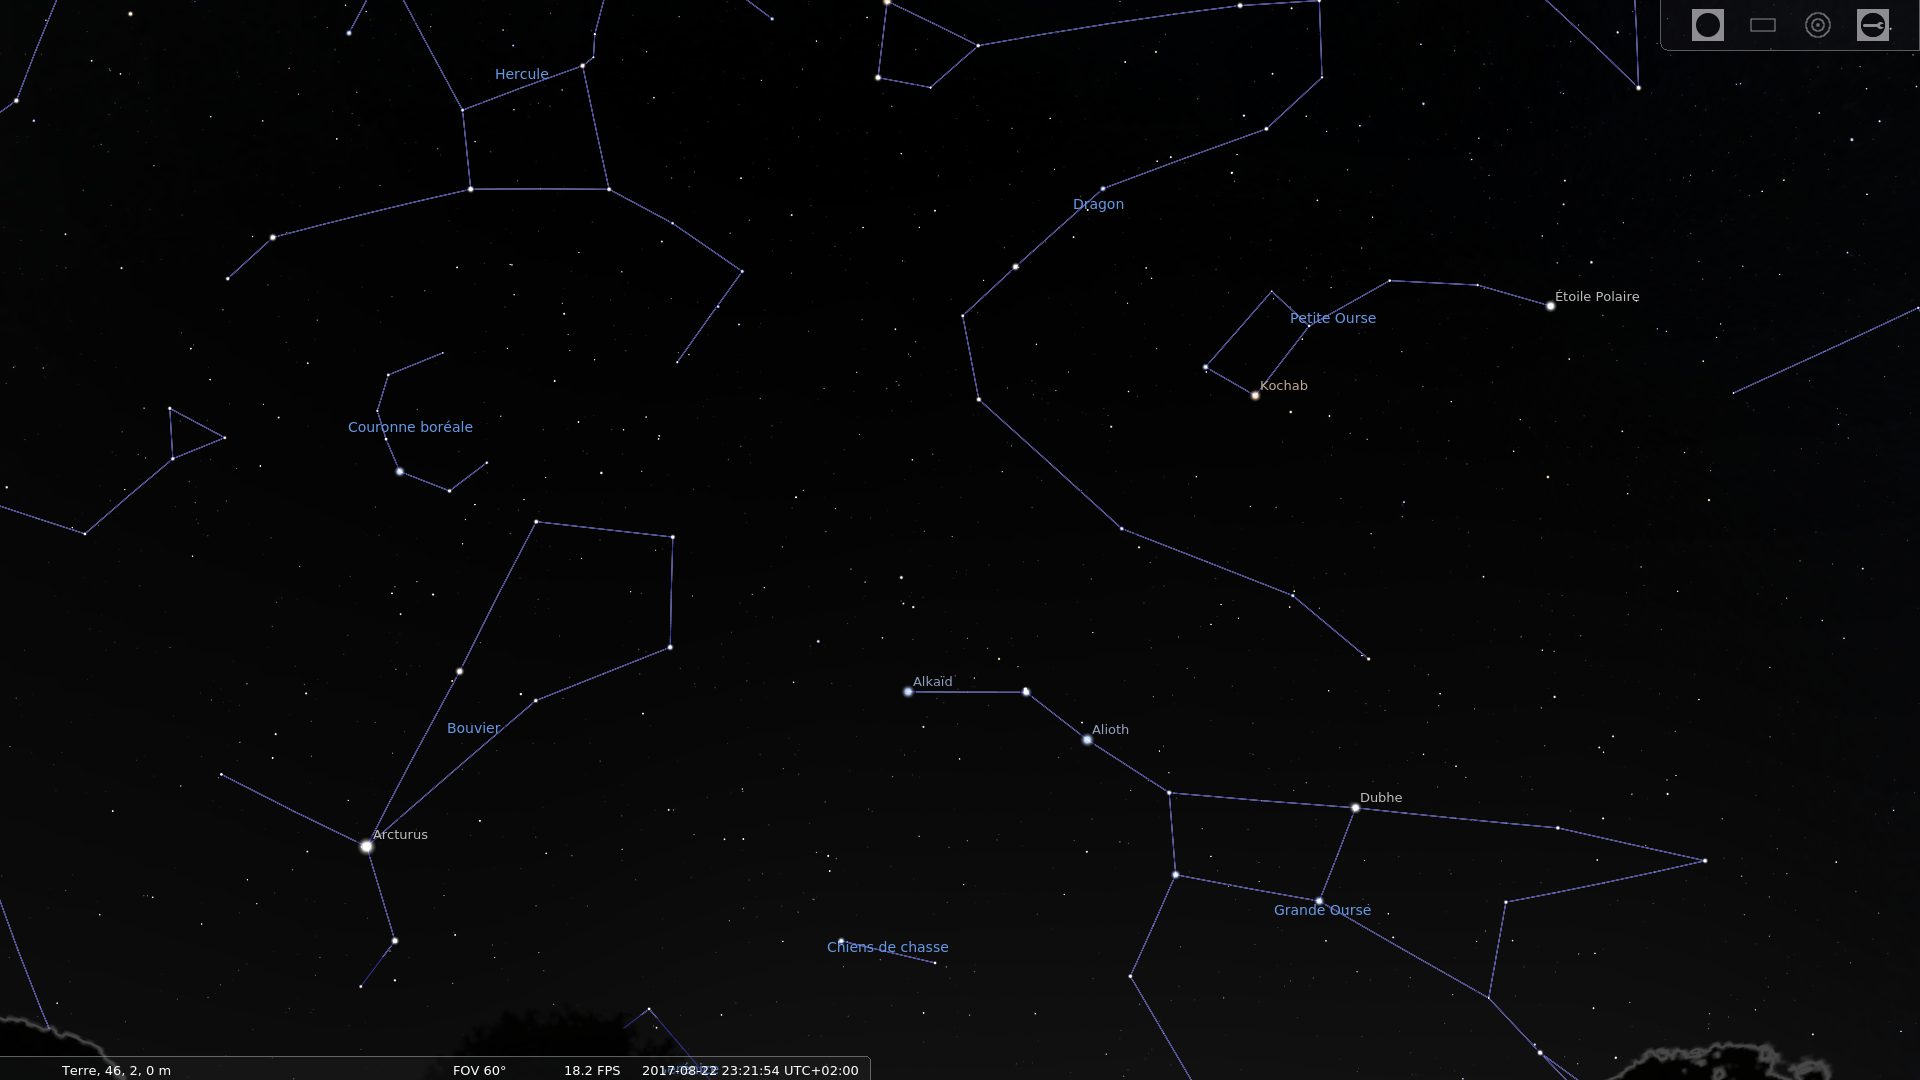 Hercule
Dragon
Étoile Polaire
Petite Ourse
Kochab
Couronne boréale
Alkaïd
Bouvier
Alioth
Dubhe
Arcturus
Grande Ourse
Chiens de chasse
Terre, 46, 2, 0 m
FOV 60°
18.2 FPS
2017-08-22 23:21:54 UTC+02:00